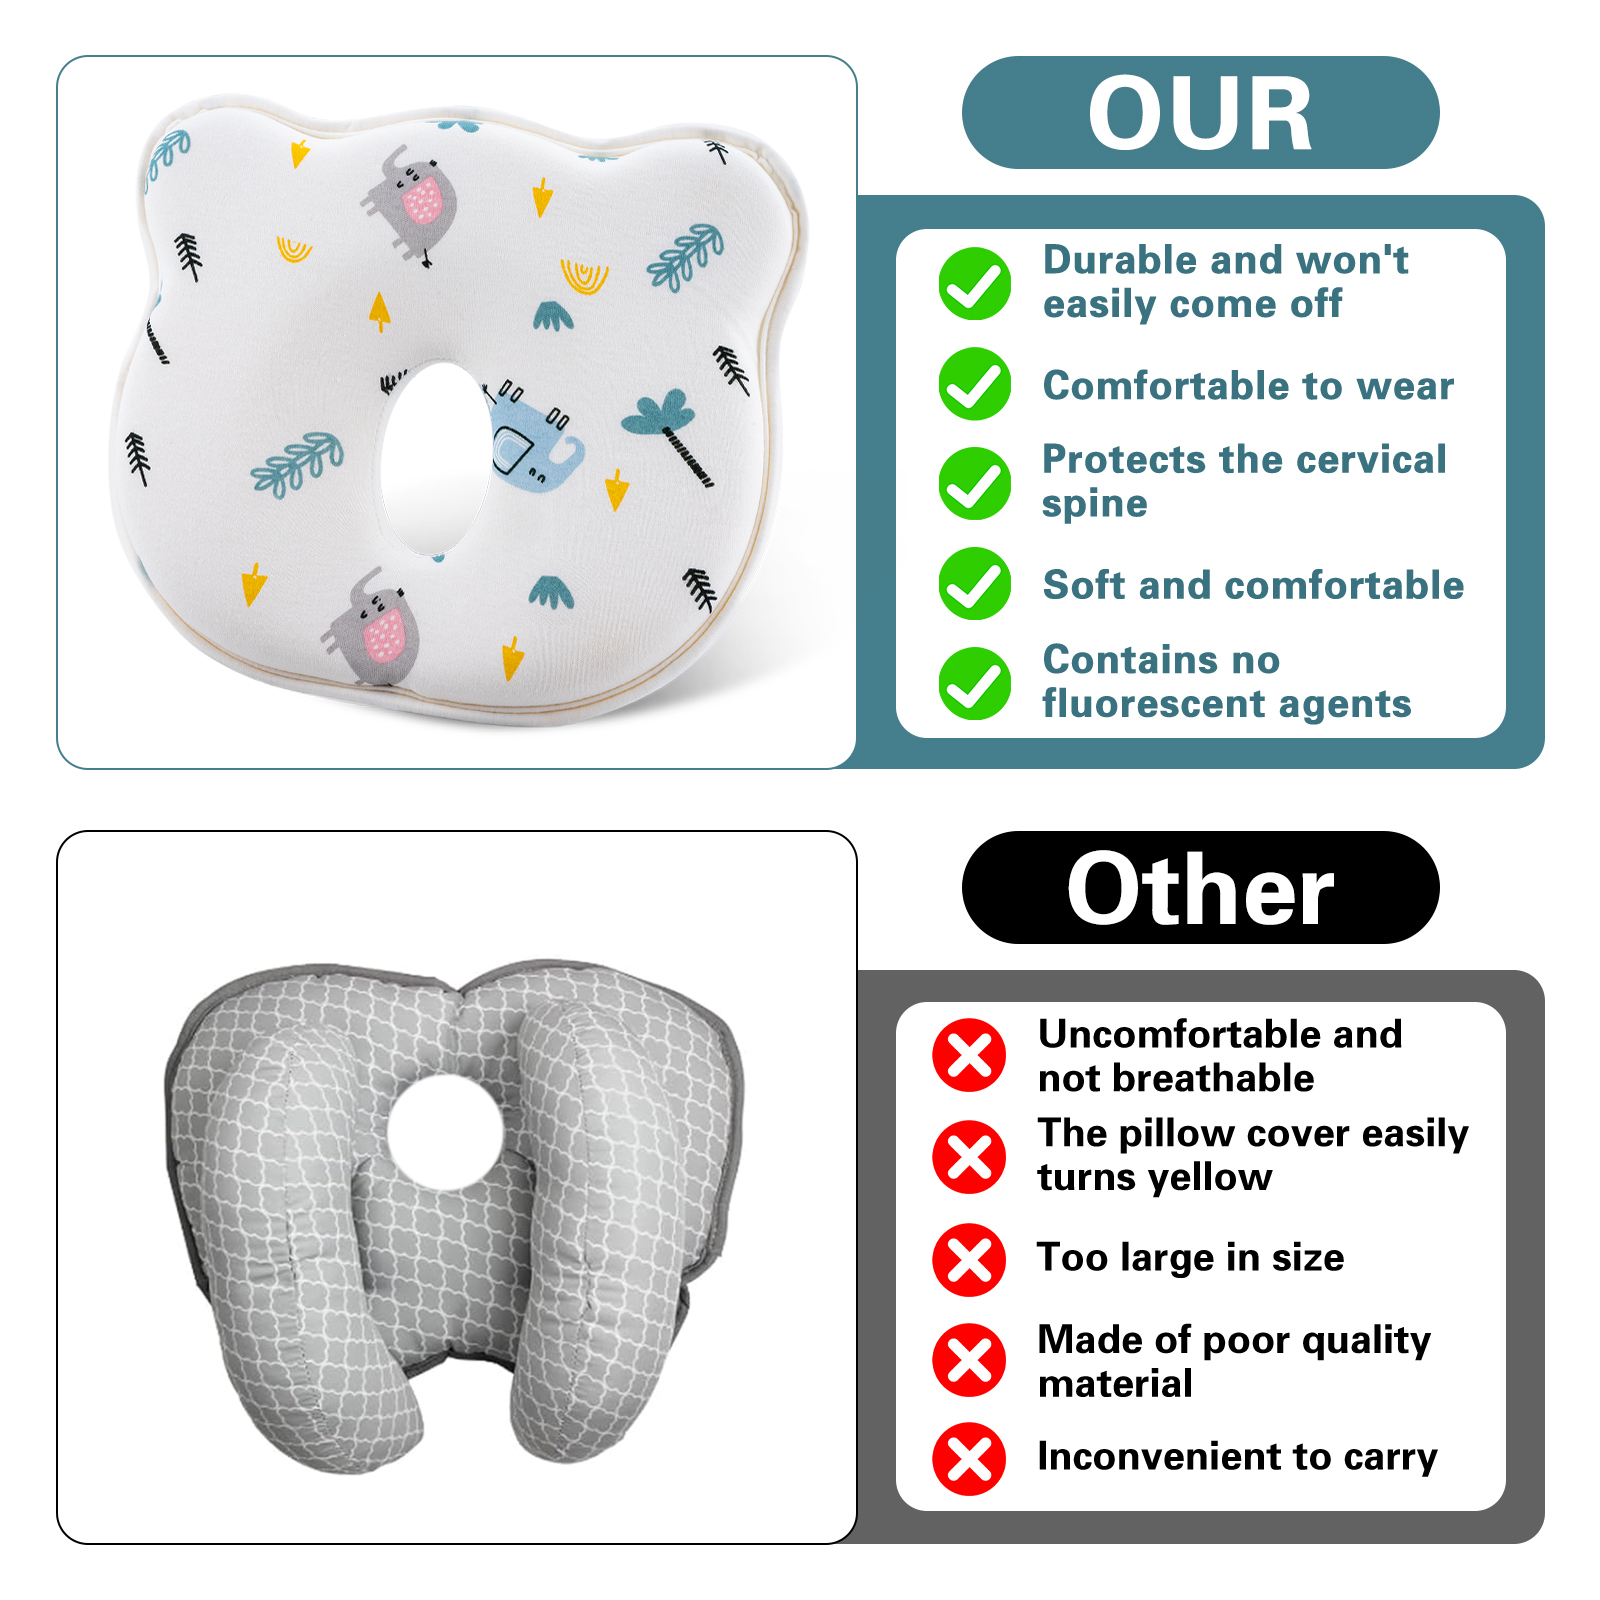 OUR
Durable and won't
easily come off
Comfortable to wear
Protects the cervical
spine
Soft and comfortable
Contains no
fluorescent agents
Other
Uncomfortable and
not breathable
The pillow cover easily
turns yellow
Too large in size
Made of poor quality
material
Inconvenient to carry